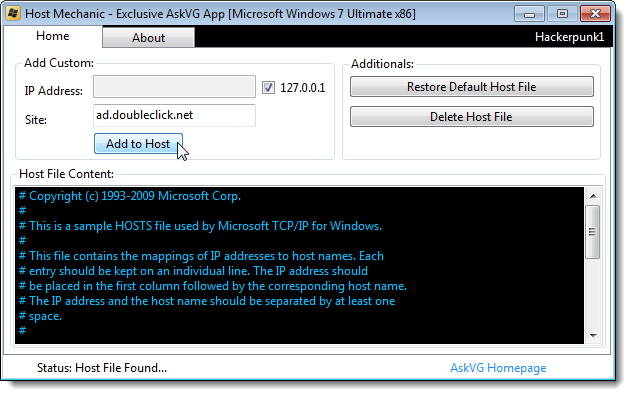 Host Mechanic - Exclusive AskVG App [Microsoft Windows 7 Ultimate x86]
Home
About
Hackerpunk1
Add Custom:
IP Address:
127.0.0.1
Site:
ad.doubleclick.net
Add to Host
Additionals:
Restore Default Host File
Delete Host File
Host File Content:
# Copyright (c) 1993-2009 Microsoft Corp.
#
# This is a sample HOSTS file used by Microsoft TCP/IP for Windows.
#
# This file contains the mappings of IP addresses to host names. Each
# entry should be kept on an individual line. The IP address should
# be placed in the first column followed by the corresponding host name.
# The IP address and the host name should be separated by at least one
# space.
#
Status: Host File Found...
AskVG Homepage